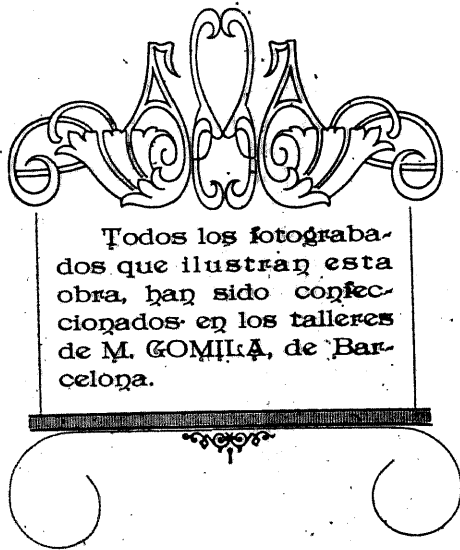 Todos los fotograba-
dos que ilustran esta
obra, han sido confec-
cionados en los talleres
de M. GOMILA, de Bar-
celona.